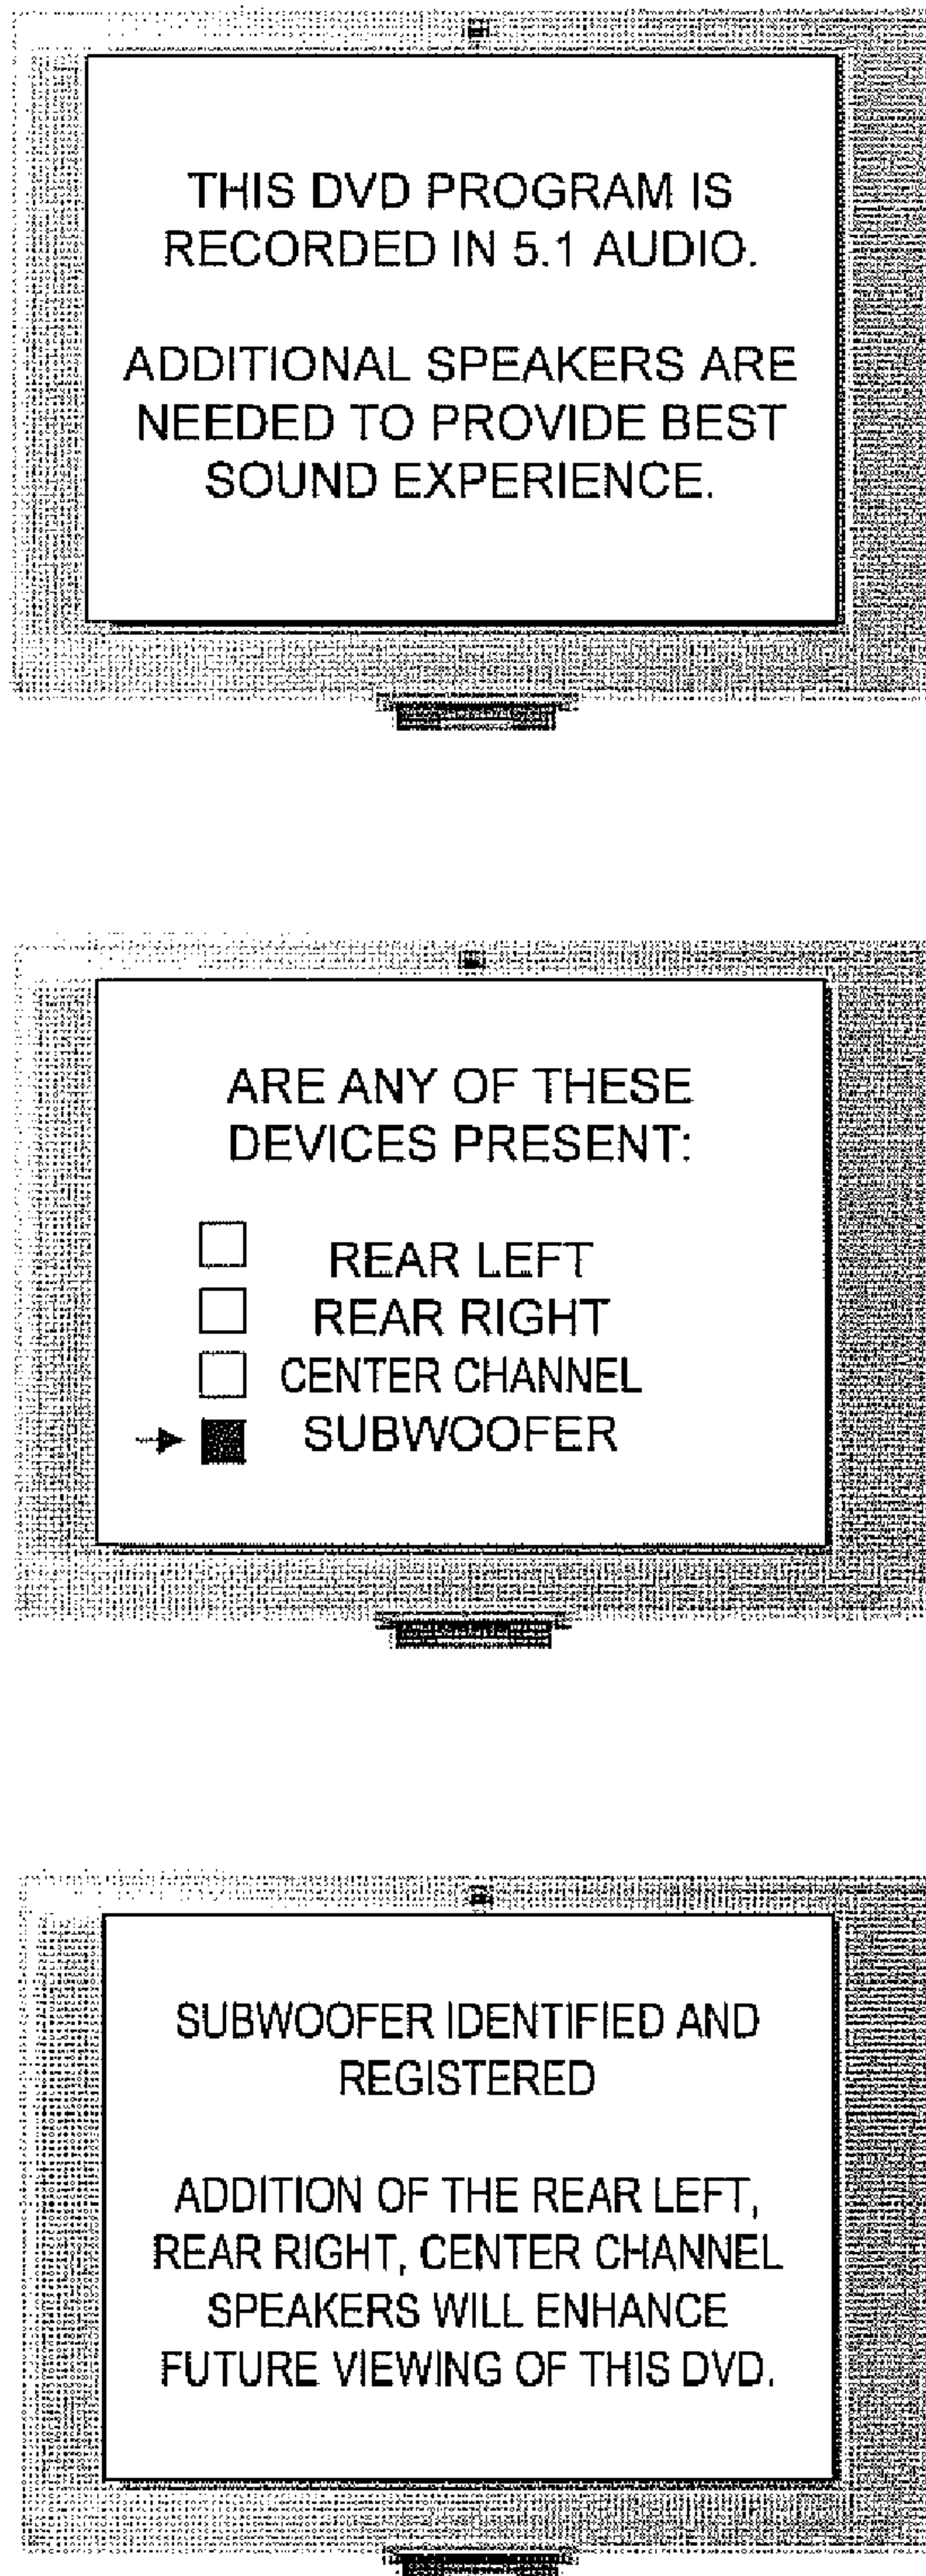 THIS DVD PROGRAM IS
RECORDED IN 5.1 AUDIO.
ADDITIONAL SPEAKERS ARE
NEEDED TO PROVIDE BEST
SOUND EXPERIENCE.
ARE ANY OF THESE
DEVICES PRESENT:
REAR LEFT
REAR RIGHT
CENTER CHANNEL
SUBWOOFER
SUBWOOFER IDENTIFIED AND
REGISTERED
ADDITION OF THE REAR LEFT,
REAR RIGHT, CENTER CHANNEL
SPEAKERS WILL ENHANCE
FUTURE VIEWING OF THIS DVD.